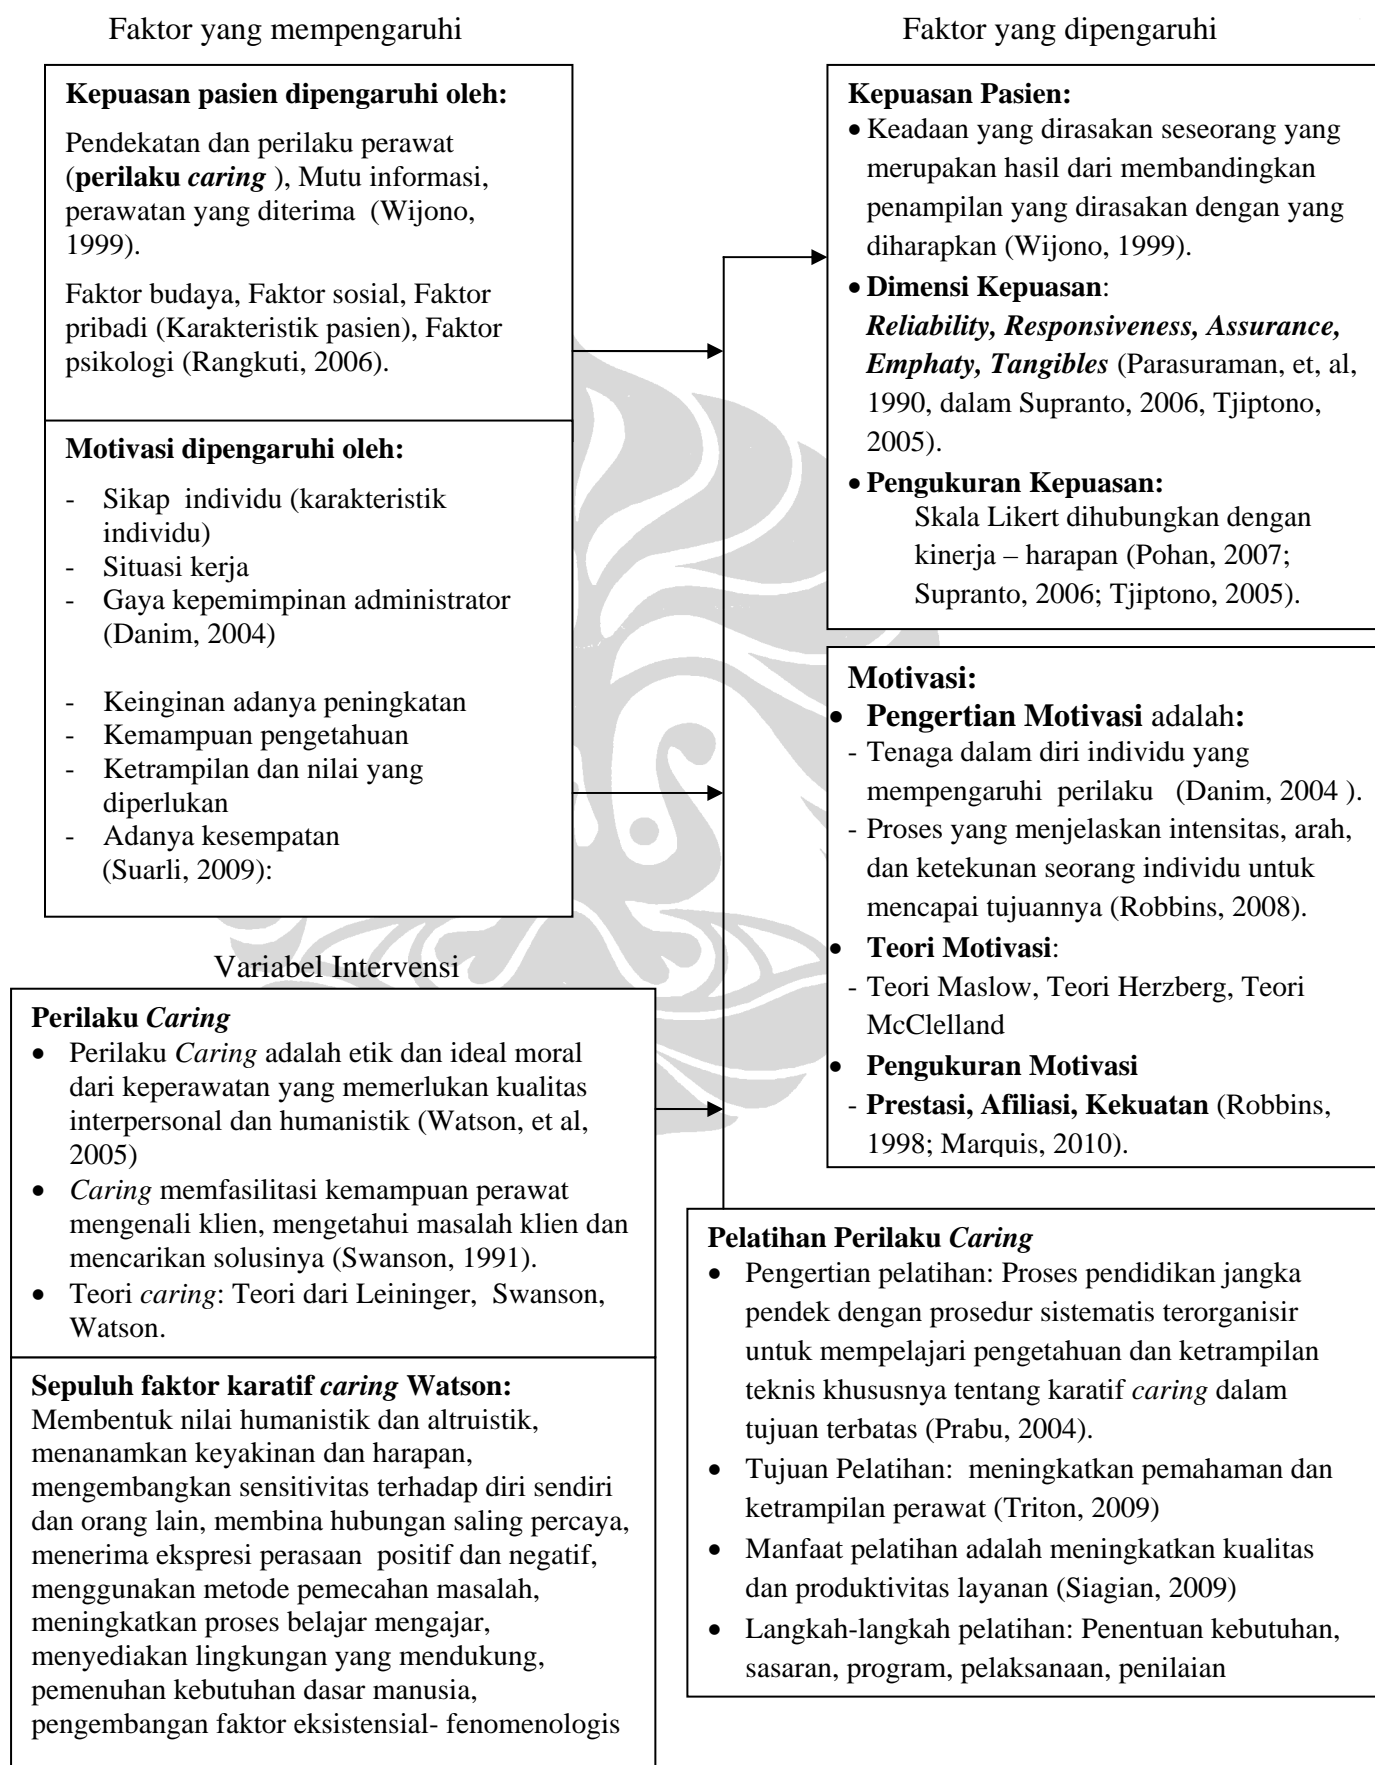 Faktor yang mempengaruhi
Kepuasan pasien dipengaruhi oleh:
Pendekatan dan perilaku perawat
(perilaku caring ), Mutu informasi,
perawatan yang diterima (Wijono,
1999).
Faktor budaya, Faktor sosial, Faktor
pribadi (Karakteristik pasien), Faktor
psikologi (Rangkuti, 2006).
Motivasi dipengaruhi oleh:
- Sikap individu (karakteristik
individu)
- Situasi kerja
- Gaya kepemimpinan administrator
(Danim, 2004)
- Keinginan adanya peningkatan
- Kemampuan pengetahuan
- Ketrampilan dan nilai yang
diperlukan
- Adanya kesempatan
(Suarli, 2009):
Variabel Intervensi
Perilaku Caring
• Perilaku Caring adalah etik dan ideal moral
dari keperawatan yang memerlukan kualitas
interpersonal dan humanistik (Watson, et al,
2005)
• Caring memfasilitasi kemampuan perawat
mengenali klien, mengetahui masalah klien dan
mencarikan solusinya (Swanson, 1991).
• Teori caring: Teori dari Leininger, Swanson,
Watson.
Sepuluh faktor karatif caring Watson:
Membentuk nilai humanistik dan altruistik,
menanamkan keyakinan dan harapan,
mengembangkan sensitivitas terhadap diri sendiri
dan orang lain, membina hubungan saling percaya,
menerima ekspresi perasaan positif dan negatif,
menggunakan metode pemecahan masalah,
meningkatkan proses belajar mengajar,
menyediakan lingkungan yang mendukung,
pemenuhan kebutuhan dasar manusia,
pengembangan faktor eksistensial- fenomenologis
Faktor yang dipengaruhi
Kepuasan Pasien:
• Keadaan yang dirasakan seseorang yang
merupakan hasil dari membandingkan
penampilan yang dirasakan dengan yang
diharapkan (Wijono, 1999).
• Dimensi Kepuasan:
Reliability, Responsiveness, Assurance,
Emphaty, Tangibles (Parasuraman, et, al,
1990, dalam Supranto, 2006, Tjiptono,
2005).
• Pengukuran Kepuasan:
Skala Likert dihubungkan dengan
kinerja – harapan (Pohan, 2007;
Supranto, 2006; Tjiptono, 2005).
Motivasi:
• Pengertian Motivasi adalah:
- Tenaga dalam diri individu yang
mempengaruhi perilaku (Danim, 2004 ).
- Proses yang menjelaskan intensitas, arah,
dan ketekunan seorang individu untuk
mencapai tujuannya (Robbins, 2008).
• Teori Motivasi:
- Teori Maslow, Teori Herzberg, Teori
McClelland
• Pengukuran Motivasi
- Prestasi, Afiliasi, Kekuatan (Robbins,
1998; Marquis, 2010).
Pelatihan Perilaku Caring
• Pengertian pelatihan: Proses pendidikan jangka
pendek dengan prosedur sistematis terorganisir
untuk mempelajari pengetahuan dan ketrampilan
teknis khususnya tentang karatif caring dalam
tujuan terbatas (Prabu, 2004).
• Tujuan Pelatihan: meningkatkan pemahaman dan
ketrampilan perawat (Triton, 2009)
• Manfaat pelatihan adalah meningkatkan kualitas
dan produktivitas layanan (Siagian, 2009)
• Langkah-langkah pelatihan: Penentuan kebutuhan,
sasaran, program, pelaksanaan, penilaian